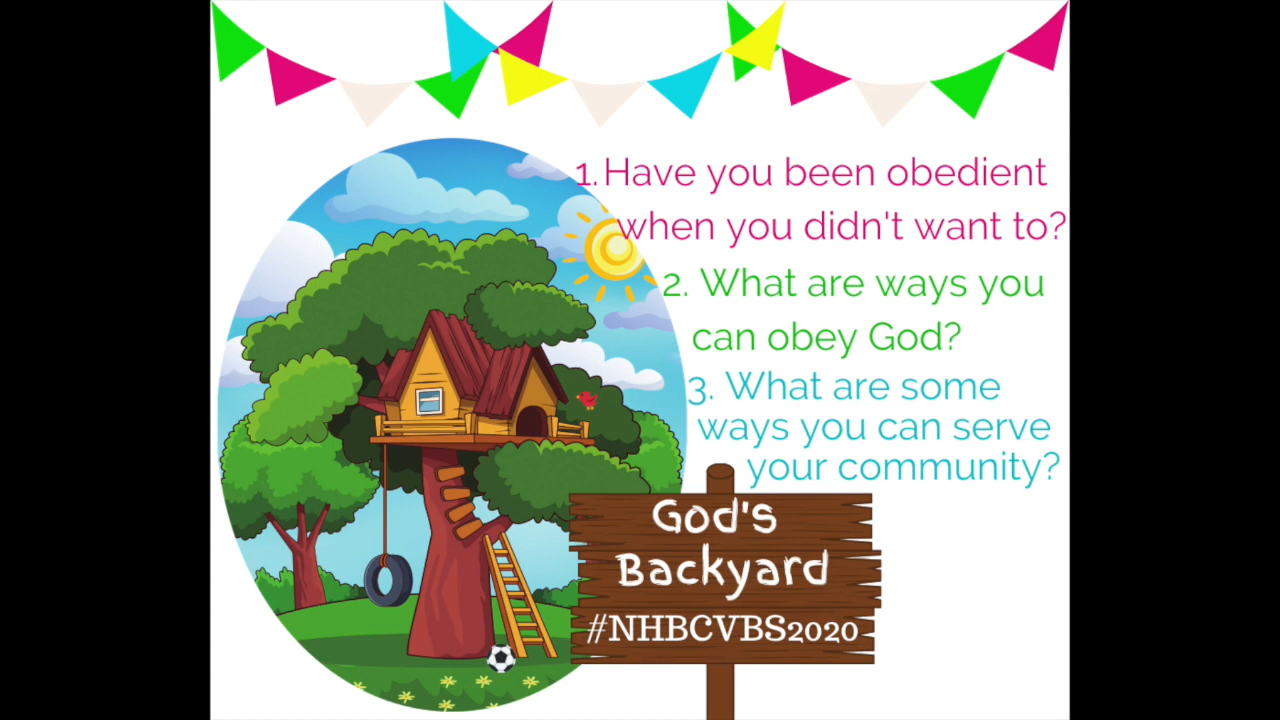 1. Have you been obedient
when you didn't want to?
2. What are ways you
can obey God?
3. What are some
ways you can serve
your community?
God's
Backyard
#NHBCVBS2020